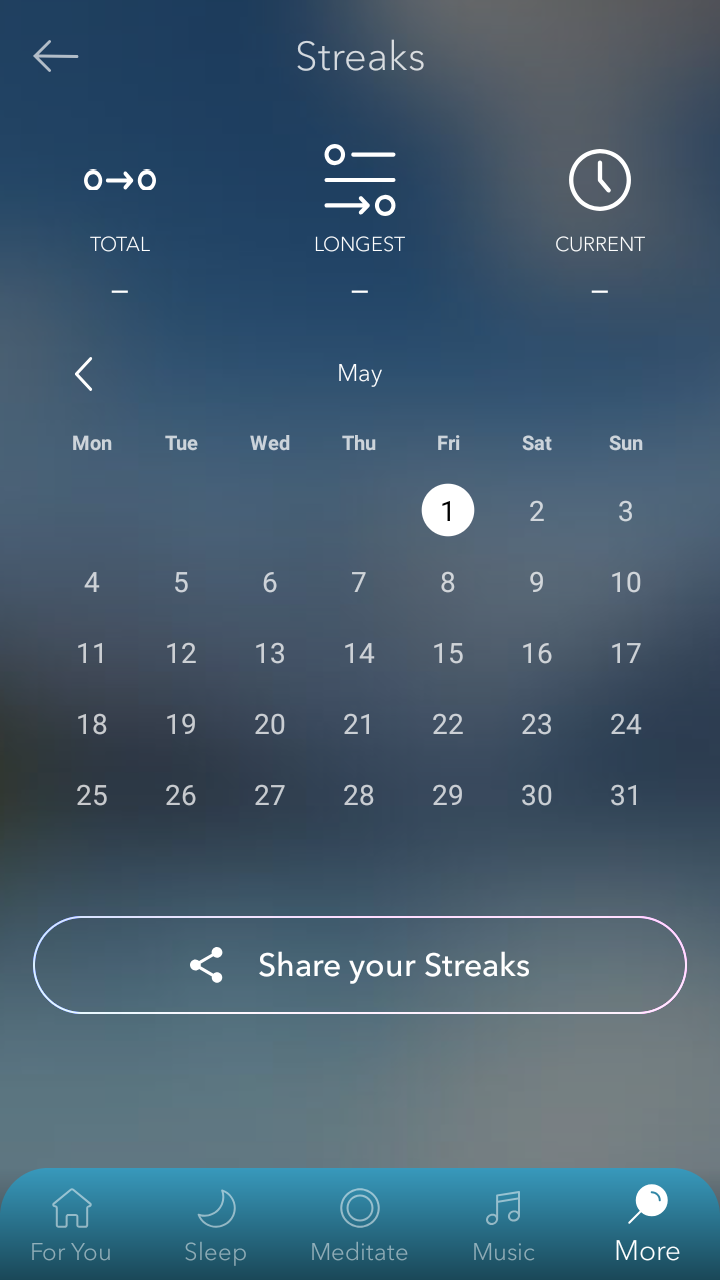 Streaks
TOTAL LONGEST CURRENT
– – –
May
Mon Tue Wed Thu Fri Sat Sun
1 2 3
4 5 6 7 8 9 10
11 12 13 14 15 16 17
18 19 20 21 22 23 24
25 26 27 28 29 30 31
Share your Streaks
For You Sleep Meditate Music More